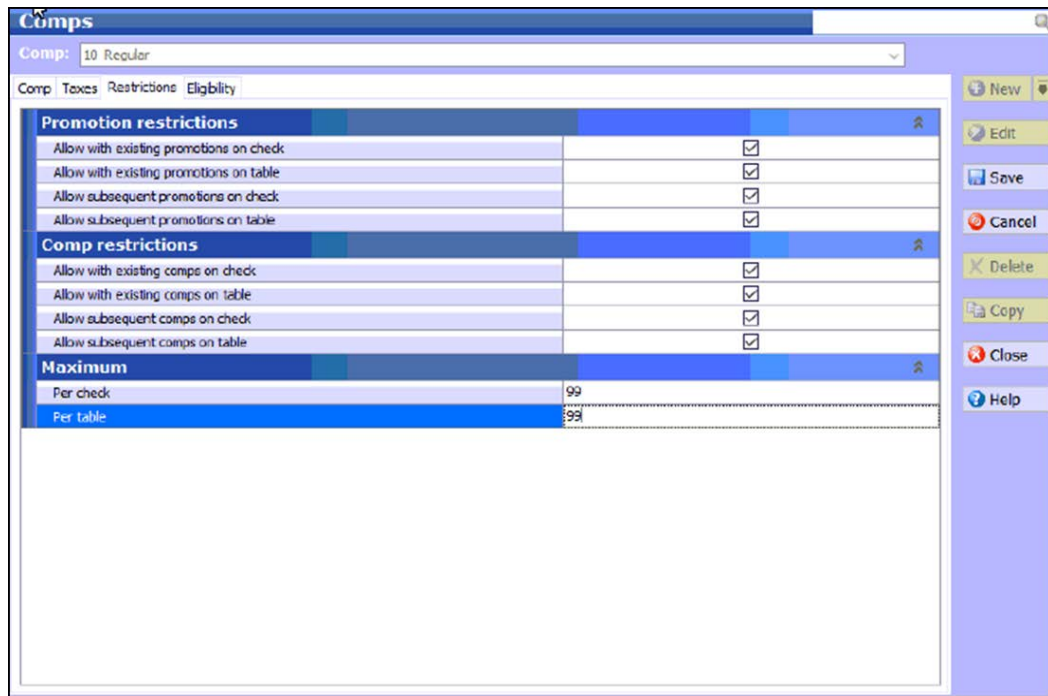 Comps
Comp: 10 Regular
Comp Taxes Restrictions Eligibility
Promotion restrictions
Allow with existing promotions on check
Allow with existing promotions on table
Allow subsequent promotions on check
Allow subsequent promotions on table
Comp restrictions
Allow with existing comps on check
Allow with existing comps on table
Allow subsequent comps on check
Allow subsequent comps on table
Maximum
Per check 99
Per table 99
New
Edit
Save
Cancel
Delete
Copy
Close
Help